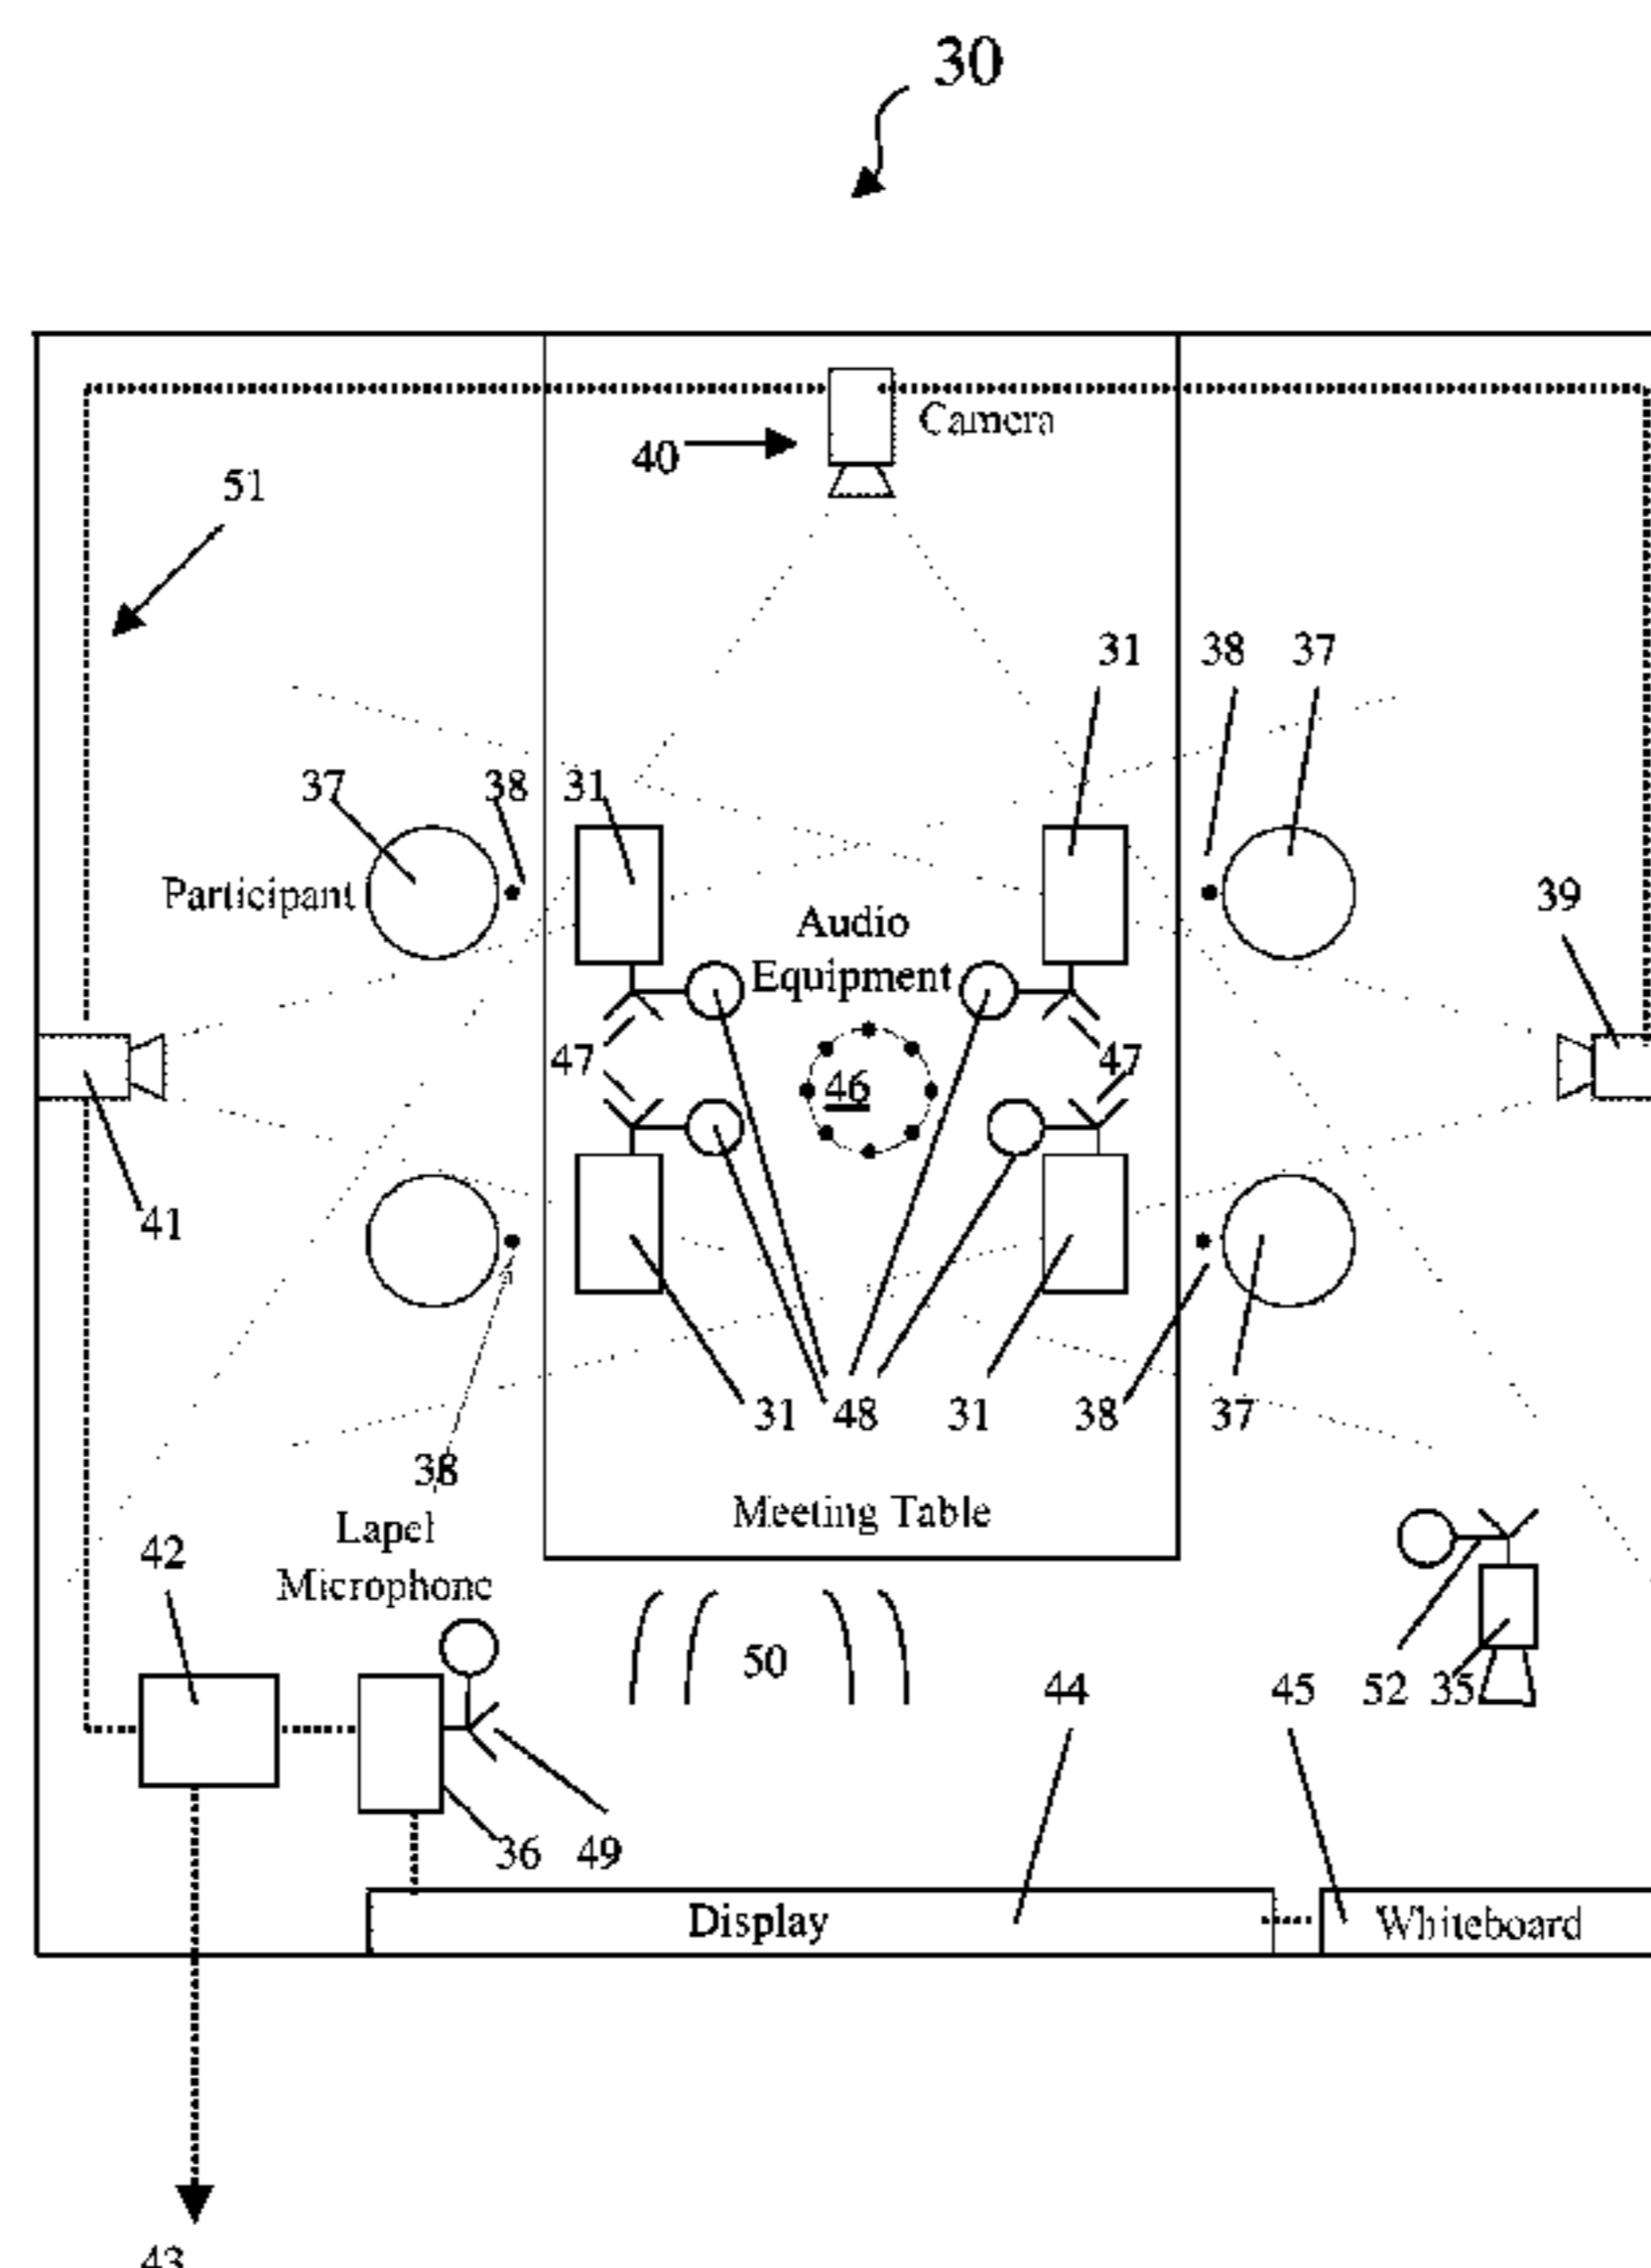 30
Camera
40
51
31 38 37
37 38 31
Participant
39
Audio
Equipment
47 47
46
41
31 48 31 38 37
38
Meeting Table
Lapel
Microphone
42
50
44 45 52 35
36 49
Display
Whiteboard
43